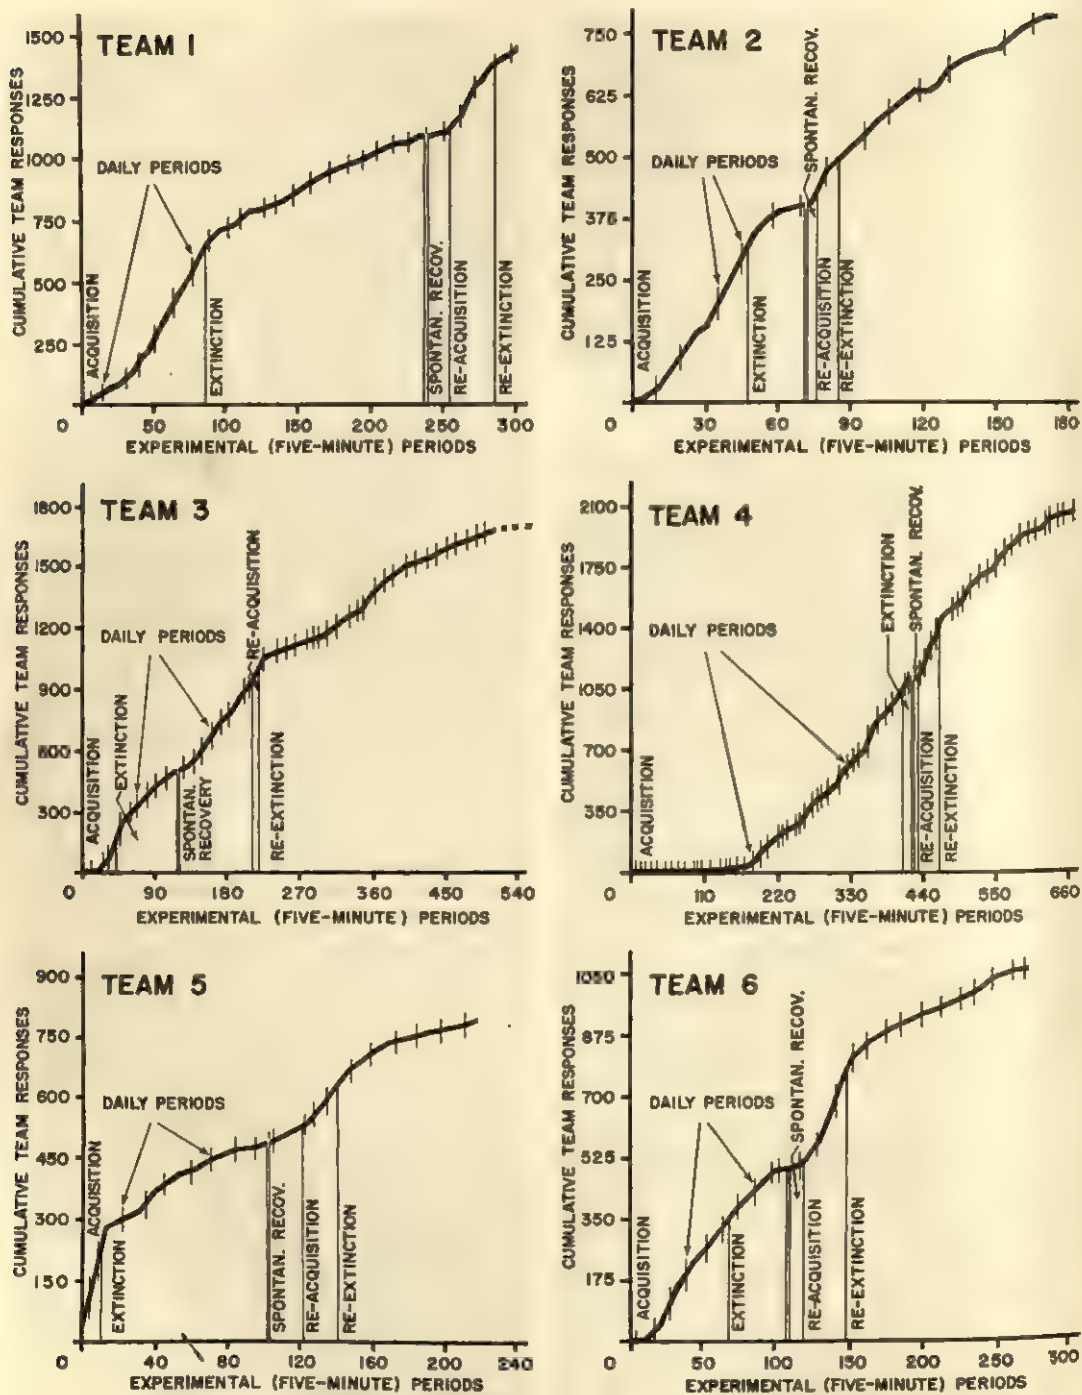 TEAM 1
CUMULATIVE TEAM RESPONSES
1500
1250
1000
750
500
250
0
DAILY PERIODS
ACQUISITION
EXTINCTION
SPONTAN. RECOV.
RE-ACQUISITION
RE-EXTINCTION
50 100 150 200 250 300
EXPERIMENTAL (FIVE-MINUTE) PERIODS
TEAM 2
CUMULATIVE TEAM RESPONSES
750
625
500
375
250
125
0
DAILY PERIODS
ACQUISITION
EXTINCTION
SPONTAN. RECOV.
RE-ACQUISITION
RE-EXTINCTION
30 60 90 120 150 180
EXPERIMENTAL (FIVE-MINUTE) PERIODS
TEAM 3
CUMULATIVE TEAM RESPONSES
1800
1500
1200
900
600
300
0
DAILY PERIODS
ACQUISITION
EXTINCTION
SPONTAN.
RECOVERY
RE-ACQUISITION
RE-EXTINCTION
90 180 270 360 450 540
EXPERIMENTAL (FIVE-MINUTE) PERIODS
TEAM 4
CUMULATIVE TEAM RESPONSES
2100
1750
1400
1050
700
350
0
DAILY PERIODS
ACQUISITION
EXTINCTION
SPONTAN. RECOV.
RE-ACQUISITION
RE-EXTINCTION
110 220 330 440 550 660
EXPERIMENTAL (FIVE-MINUTE) PERIODS
TEAM 5
CUMULATIVE TEAM RESPONSES
900
750
600
450
300
150
0
DAILY PERIODS
ACQUISITION
EXTINCTION
SPONTAN. RECOV.
RE-ACQUISITION
RE-EXTINCTION
40 80 120 160 200 240
EXPERIMENTAL (FIVE-MINUTE) PERIODS
TEAM 6
CUMULATIVE TEAM RESPONSES
1050
875
700
525
350
175
0
DAILY PERIODS
ACQUISITION
EXTINCTION
SPONTAN. RECOV.
RE-ACQUISITION
RE-EXTINCTION
50 100 150 200 250 300
EXPERIMENTAL (FIVE-MINUTE) PERIODS